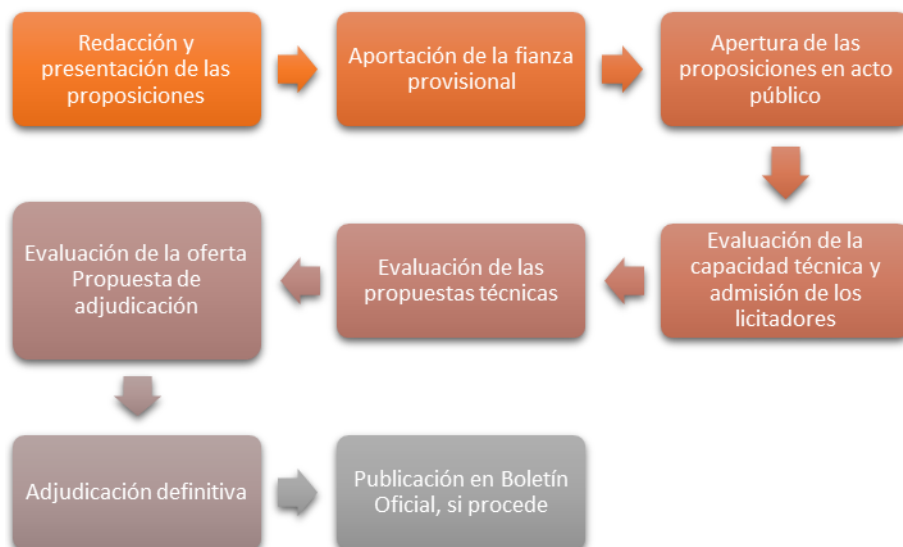 Redacción y
presentación de las
proposiciones
Aportación de la fianza
provisional
Apertura de las
proposiciones en acto
público
Evaluación de la
capacidad técnica y
admisión de los
licitadores
Evaluación de las
propuestas técnicas
Evaluación de la oferta
Propuesta de
adjudicación
Adjudicación definitiva
Publicación en Boletín
Oficial, si procede